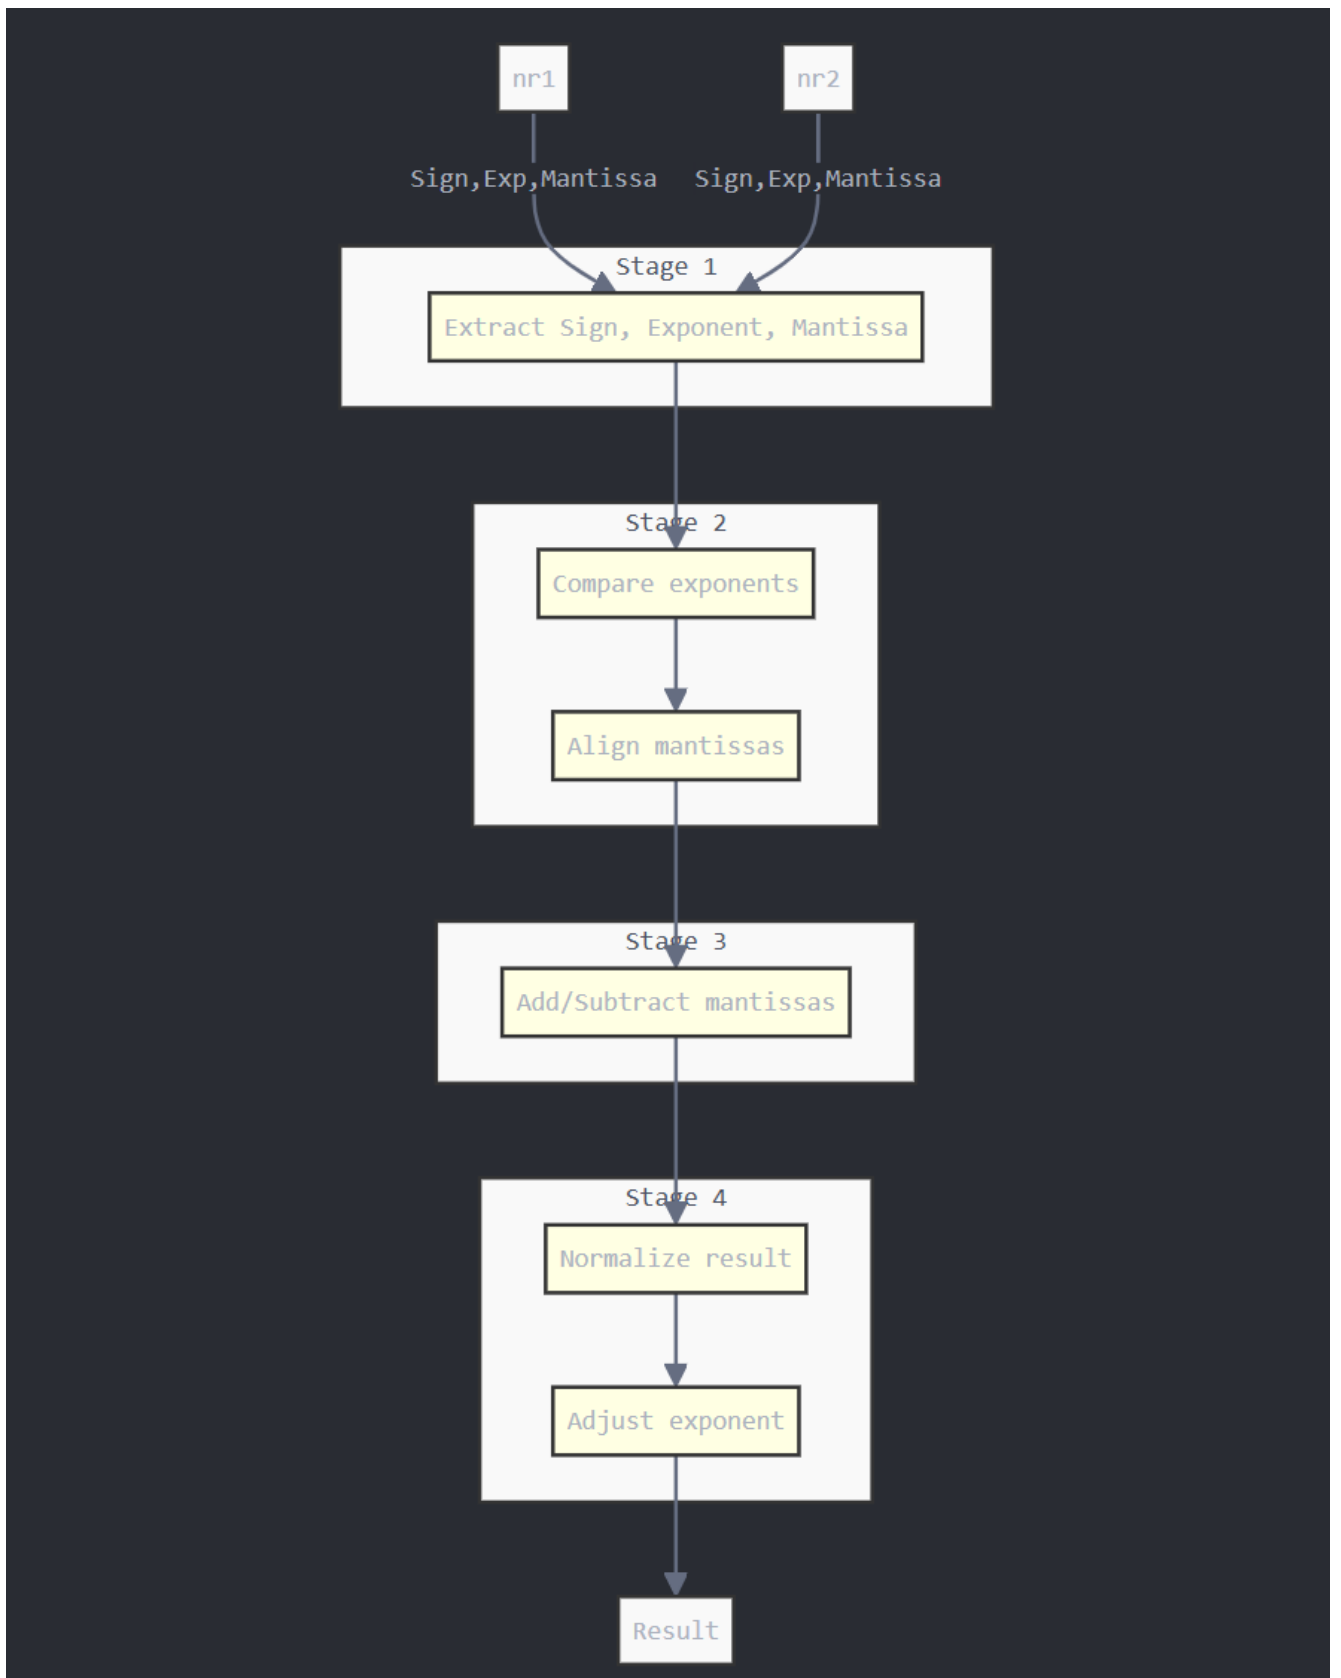 nr1
nr2
Sign,Exp,Mantissa
Sign,Exp,Mantissa
Stage 1
Extract Sign, Exponent, Mantissa
Stage 2
Compare exponents
Align mantissas
Stage 3
Add/Subtract mantissas
Stage 4
Normalize result
Adjust exponent
Result